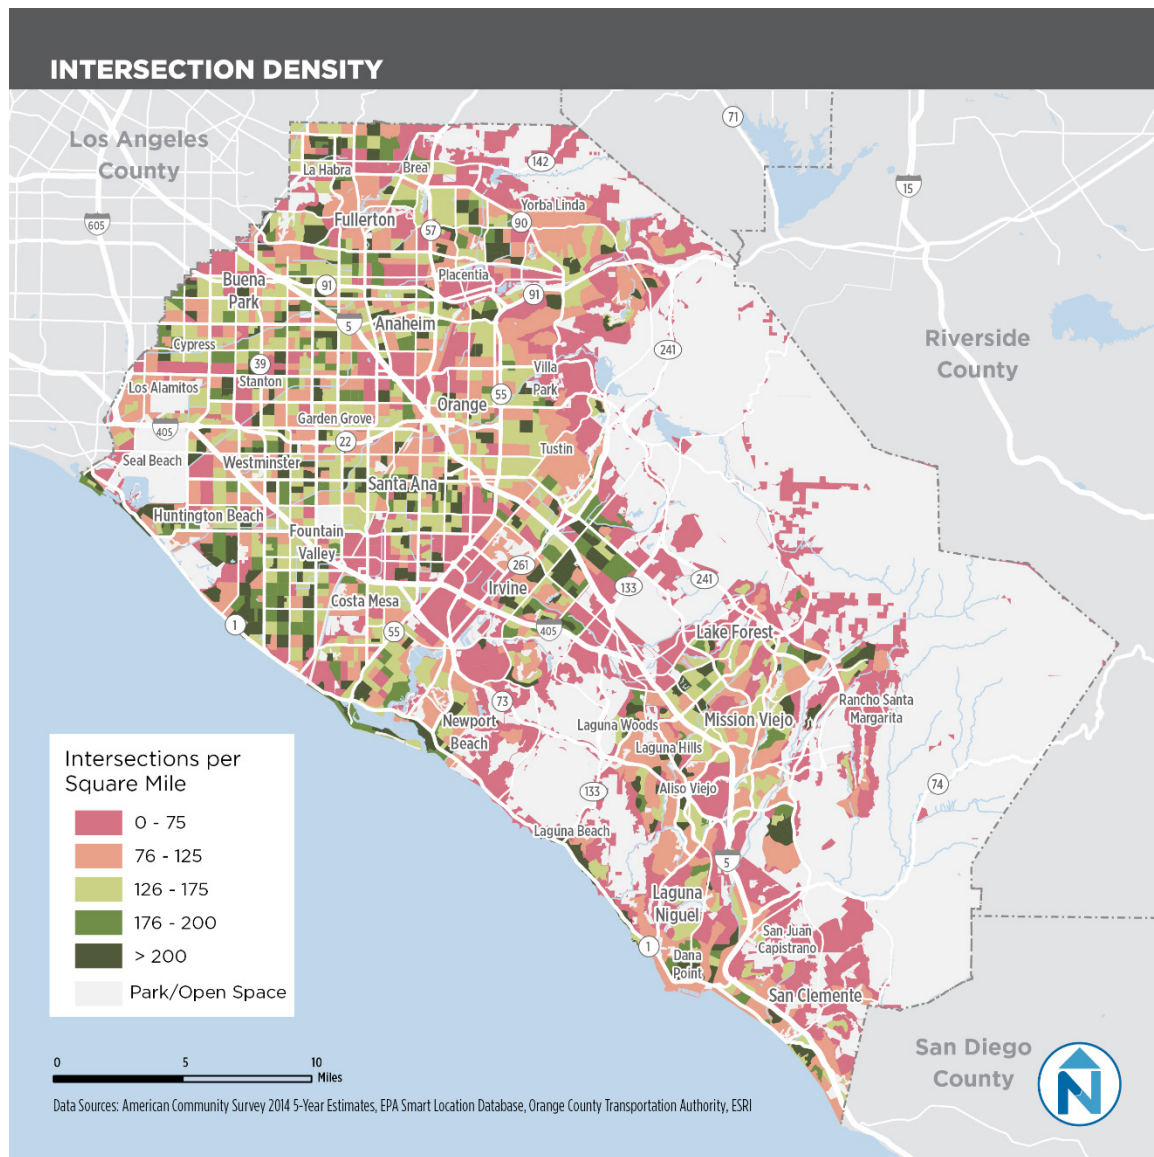 INTERSECTION DENSITY
Los Angeles
County
71
142
La Habra
Brea
15
605
Yorba Linda
Fullerton
90
57
Buena
Park
Placentia
91
91
5
Anaheim
Riverside
County
Cypress
241
39
Stanton
Villa
Park
Los Alamitos
55
Orange
Garden Grove
405
22
Tustin
Seal Beach
Westminster
Santa Ana
Huntington Beach
Fountain
Valley
261
Irvine
133
241
Costa Mesa
1
55
405
Lake Forest
73
Rancho Santa
Margarita
Newport
Beach
Laguna Woods
Mission Viejo
Laguna Hills
Intersections per
Square Mile
133
Aliso Viejo
74
0 - 75
Laguna Beach
76 - 125
5
126 - 175
Laguna
Niguel
176 - 200
San Juan
Capistrano
1
> 200
Dana
Point
Park/Open Space
San Clemente
San Diego
County
0 5 10
Miles
N
Data Sources: American Community Survey 2014 5-Year Estimates, EPA Smart Location Database, Orange County Transportation Authority, ESRI